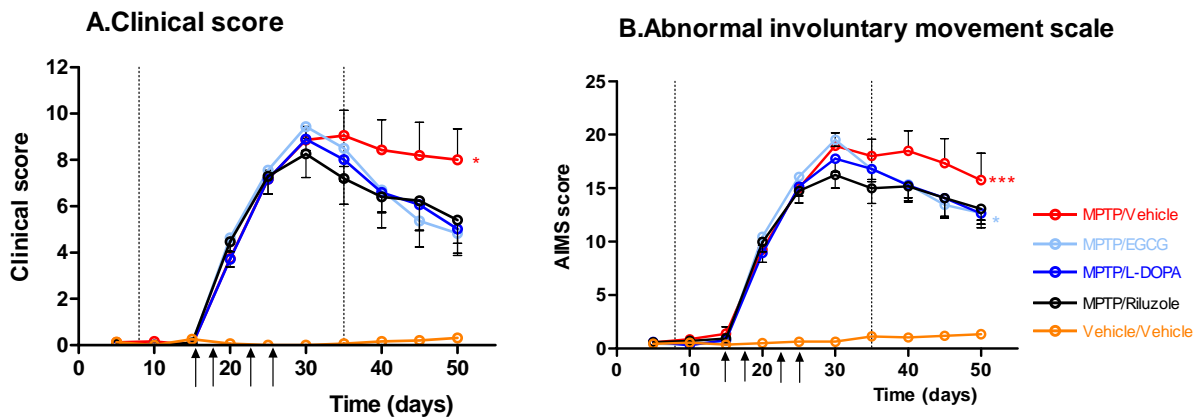 A.Clinical score
12
10
8
6
4
2
0
Clinical score
0 10 20 30 40 50
Time (days)
*
B.Abnormal involuntary movement scale
25
20
15
10
5
0
AIMS score
0 10 20 30 40 50
Time (days)
***
*
MPTP/Vehicle
MPTP/EGCG
MPTP/L-DOPA
MPTP/Riluzole
Vehicle/Vehicle